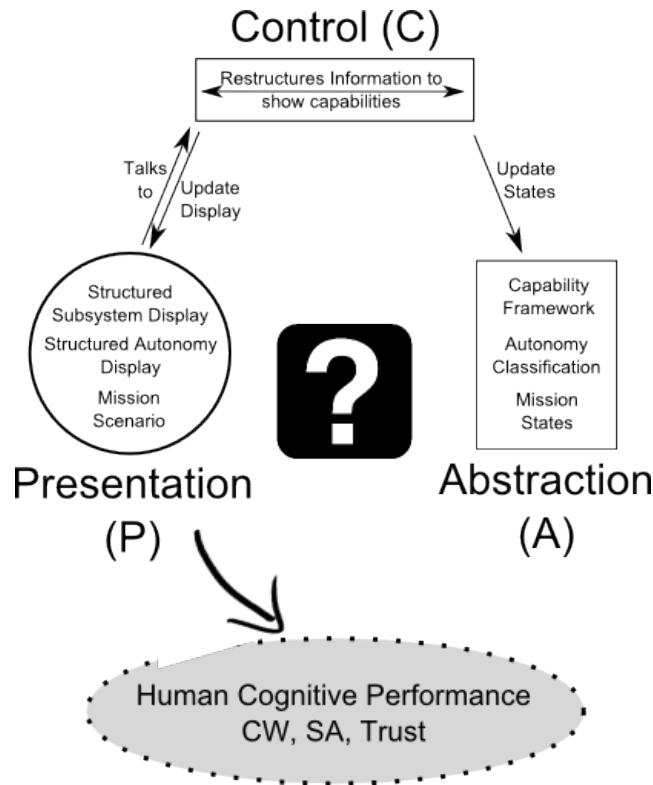 Control (C)
Restructures Information to
show capabilities
Talks
to
Update
Display
Update
States
Structured
Subsystem Display
Structured Autonomy
Display
Mission
Scenario
?
Capability
Framework
Autonomy
Classification
Mission
States
Presentation
(P)
Abstraction
(A)
Human Cognitive Performance
CW, SA, Trust